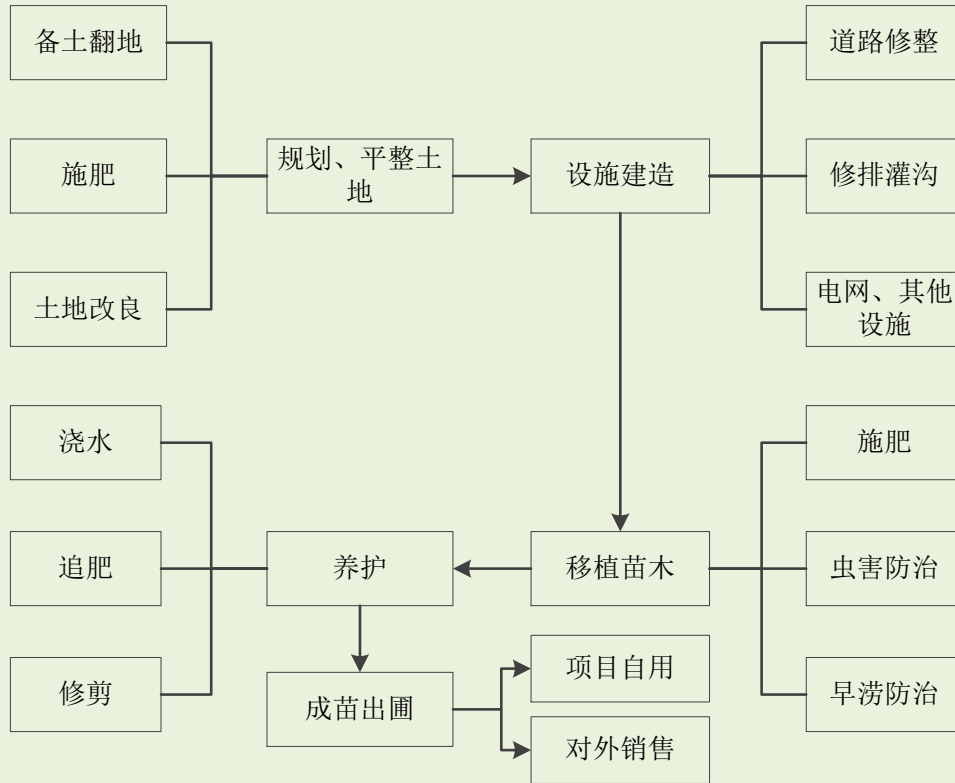 备土翻地
道路修整
施肥
规划、平整土
地
设施建造
修排灌沟
土地改良
电网、其他
设施
浇水
施肥
追肥
养护
移植苗木
虫害防治
修剪
成苗出圃
项目自用
对外销售
旱涝防治